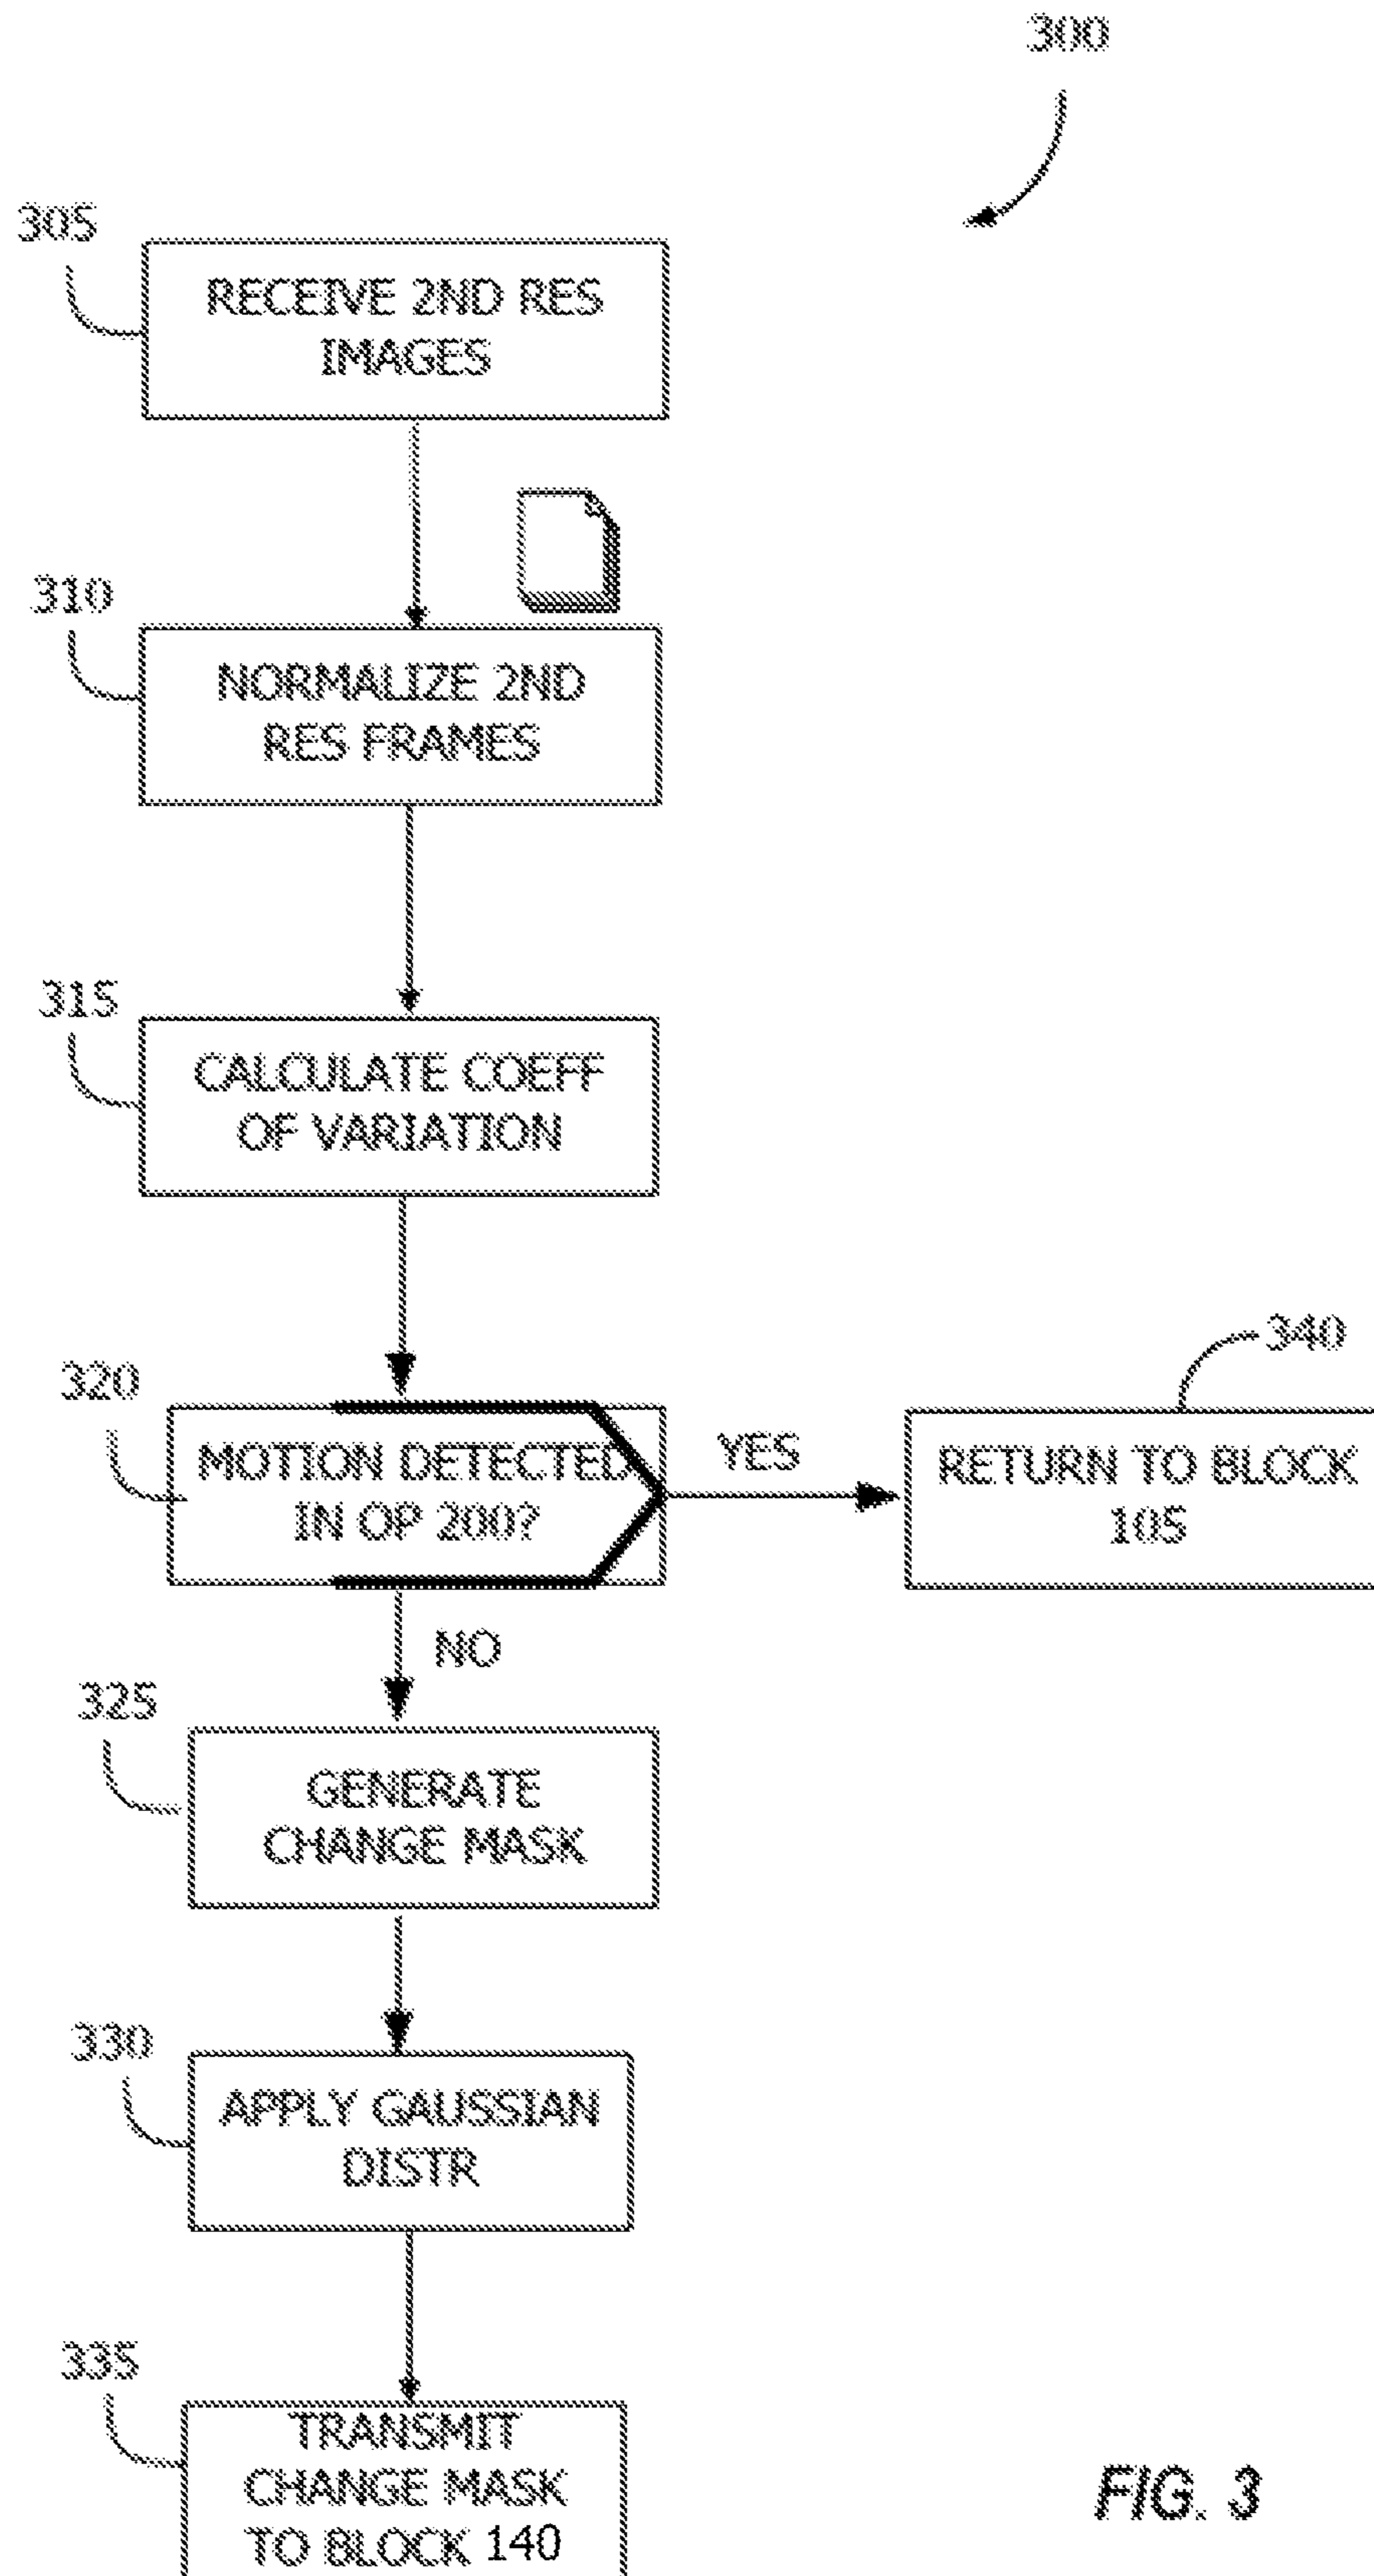 300
305
RECEIVE 2ND RES
IMAGES
310
NORMALIZE 2ND
RES FRAMES
315
CALCULATE COEFF
OF VARIATION
320
MOTION DETECTED
IN OP 200?
YES
340
RETURN TO BLOCK
105
NO
325
GENERATE
CHANGE MASK
330
APPLY GAUSSIAN
DISTR
335
TRANSMIT
CHANGE MASK
TO BLOCK 140
FIG. 3